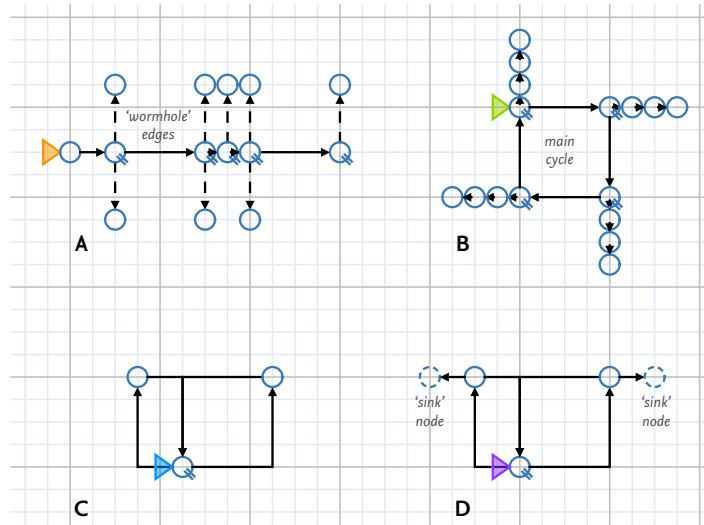 'wormhole'
edges
main
cycle
A
B
'sink'
node
'sink'
node
C
D